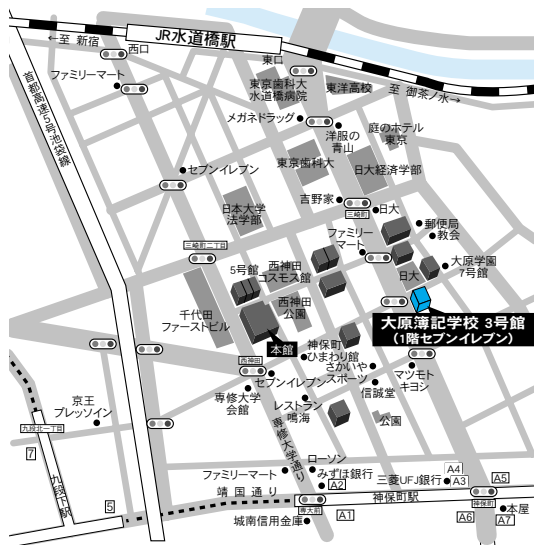 ←至 新宿
JR水道橋駅
西口
ファミリーマート
首都高速5号池袋線
東口
東京歯科大
水道橋病院
東洋高校
至 御茶ノ水→
メガネドラッグ
洋服の
青山
庭のホテル
東京
セブンイレブン
東京歯科大
日大経済学部
吉野家
日大
日本大学
法学部
三崎町
郵便局
教会
三崎町二丁目
ファミリー
マート
5号館
西神田
コスモス館
日大
大原学園
7号館
西神田
公園
千代田
ファーストビル
大原簿記学校 3号館
(1階セブンイレブン)
本館
神保町
ひまわり館
さかいや
スポーツ
マツモト
キヨシ
西神田
セブンイレブン
専修大学
会館
信誠堂
レストラン
鳴海
公園
京王
プレッソイン
九段北一丁目
専修大学通り
7
九段下駅
5
ローソン
ファミリーマート
みずほ銀行
A2
三菱UFJ銀行
A4
A3
A5
靖国通り
神保町駅
専大前
神保町
本屋
城南信用金庫
A1
A6
A7